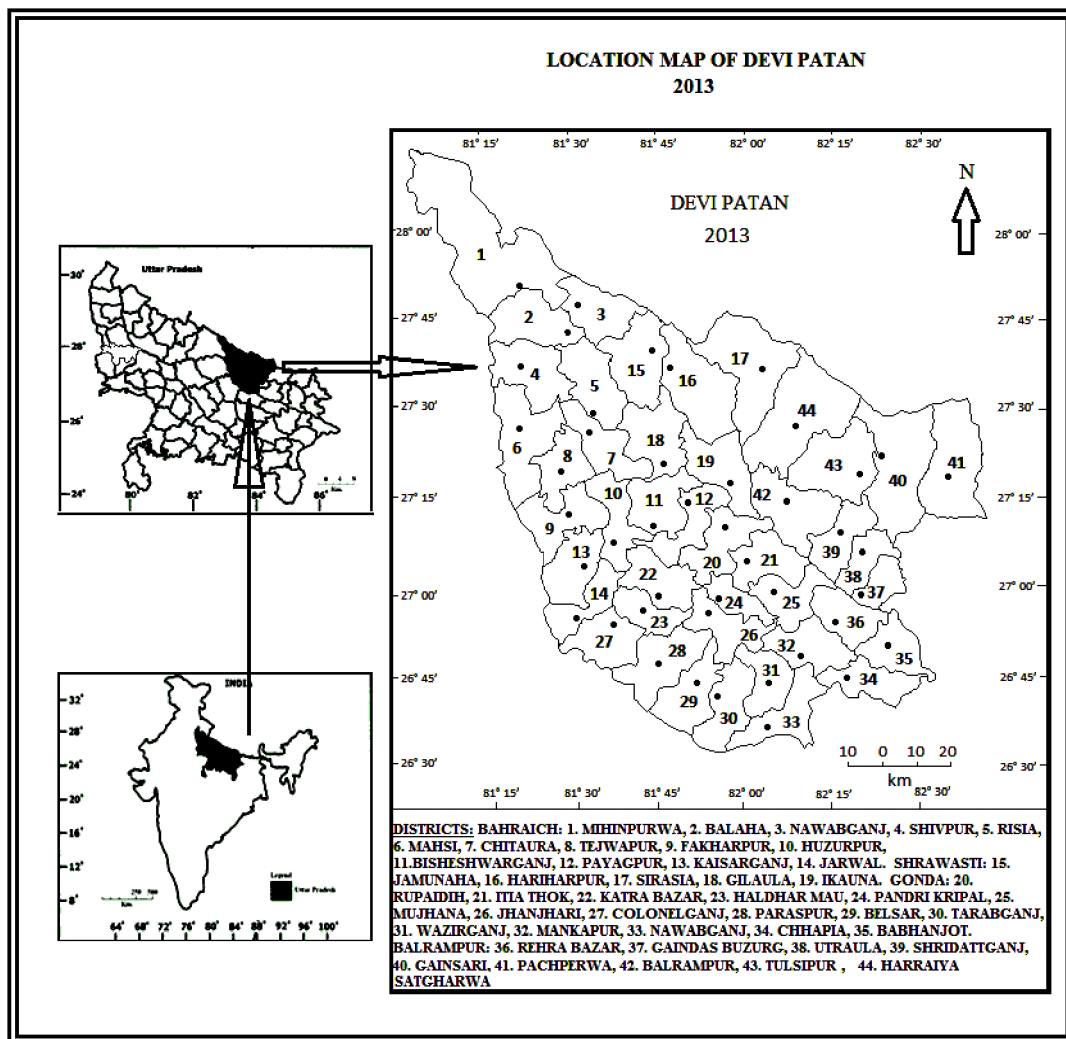 LOCATION MAP OF DEVI PATAN
2013
81° 15' 81° 30' 81° 45' 82° 00' 82° 15' 82° 30'
DEVI PATAN
2013
N
28° 00' 28° 00'
27° 45' 27° 45'
27° 30' 27° 30'
27° 15' 27° 15'
27° 00' 27° 00'
26° 45' 26° 45'
26° 30' 26° 30'
1
2 3
4 5 15 16 17
6 7 8 18 19 44
43 40 41
9 10 11 12 42
13 14 22 20 21 39 38 37
23 24 25 36
27 28 26 32 35
29 30 31 33 34
10 0 10 20
km
81° 15' 81° 30' 81° 45' 82° 00' 82° 15' 82° 30'
Uttar Pradesh
30
28
26
24
80 82 84 86
Km.
INDIA
32°
28°
24°
20°
16°
12°
8°
68 64 72 76 80 84 88 92 96 100°
Legend
Uttar Pradesh
Km.
DISTRICTS: BAHRAICH: 1. MIHINPURWA, 2. BALAHA, 3. NAWABGANJ, 4. SHIVPUR, 5. RISIA,
6. MAHSI, 7. CHITAURA, 8. TEJWAPUR, 9. FAKHARPUR, 10. HUZURPUR,
11.BISHESHWARGANJ, 12. PAYAGPUR, 13. KAISARGANJ, 14. JARWAL. SHRAWASTI: 15.
JAMUNAHA, 16. HARIHARPUR, 17. SIRASIA, 18. GILAULA, 19. IKAUNA. GONDA: 20.
RUPAIDIH, 21. ITIA THOK, 22. KATRA BAZAR, 23. HALDHAR MAU, 24. PANDRI KRIPAL, 25.
MUJHANA, 26. JHANJHARI, 27. COLONELGANJ, 28. PARASPUR, 29. BELSAR, 30. TARABGANJ,
31. WAZIRGANJ, 32. MANKAPUR, 33. NAWABGANJ, 34. CHHAPIA, 35. BABHANJOT.
BALRAMPUR: 36. REHRA BAZAR, 37. GAINDAS BUZURG, 38. UTRAULA, 39. SHRIDATTGANJ,
40. GAINSARI, 41. PACHPERWA, 42. BALRAMPUR, 43. TULSIPUR , 44. HARRAIYA
SATGHARWA